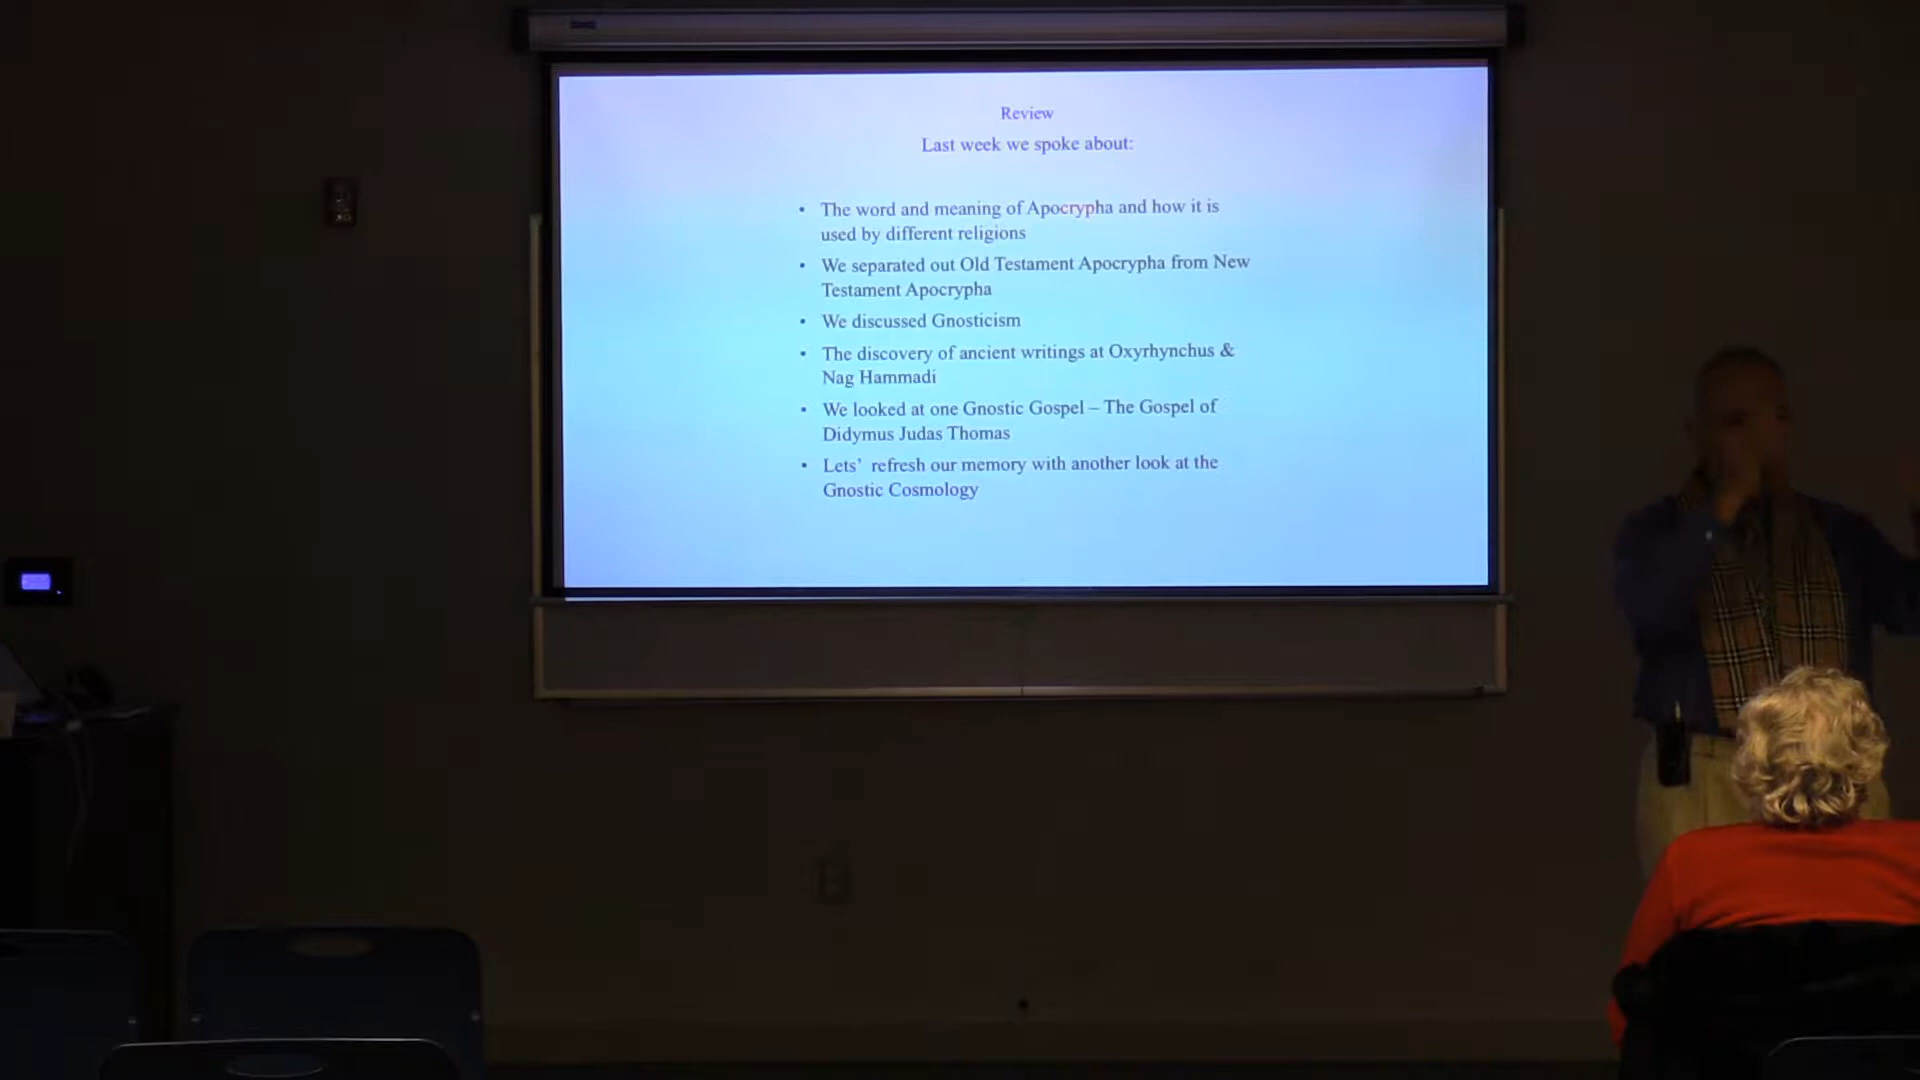 Review
Last week we spoke about:
• The word and meaning of Apocrypha and how it is
used by different religions
• We separated out Old Testament Apocrypha from New
Testament Apocrypha
• We discussed Gnosticism
• The discovery of ancient writings at Oxyrhynchus &
Nag Hammadi
• We looked at one Gnostic Gospel – The Gospel of
Didymus Judas Thomas
• Lets’ refresh our memory with another look at the
Gnostic Cosmology